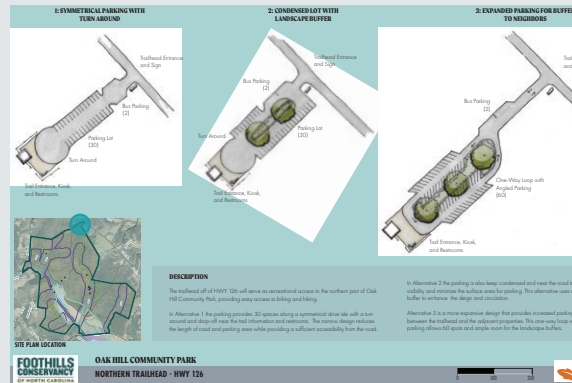 1: SYMMETRICAL PARKING WITH
TURN AROUND
Trailhead Entrance
and Sign
Bus Parking
(2)
Parking Lot
(30)
Turn Around
Trail Entrance, Kiosk,
and Restrooms
2: CONDENSED LOT WITH
LANDSCAPE BUFFER
Trailhead Entrance
and Sign
Bus Parking
(2)
Parking Lot
(30)
Turn Around
Trail Entrance, Kiosk,
and Restrooms
3: EXPANDED PARKING FOR BUFFER
TO NEIGHBORS
Bus Parking
(2)
One-Way Loop with
Angled Parking
(60)
Trail Entrance, Kiosk,
and Restrooms
SITE PLAN LOCATION
DESCRIPTION
The trailhead off of HWY 126 will serve as recreational access to the northern part of Oak
Hill Community Park, providing easy access to biking and hiking.
In Alternative 1 the parking provides 30 spaces along a symmetrical drive isle with a turn
around and drop-off near the trail information and restrooms. The narrow design reduces
the length of road and parking area while providing a sufficient accessibility from the road.
In Alternative 2 the parking is also keep condensed and near the road
visibility and minimize the surface area for parking. This alternative uses
buffer to enhance the deign and circulation.
Alternative 3 is a more expansive design that provides increased parking
between the trailhead and the adjacent properties. This one-way loop
parking allows 60 spots and ample room for the landscape buffers.
FOOTHILLS
CONSERVANCY
OF NORTH CAROLINA
OAK HILL COMMUNITY PARK
NORTHERN TRAILHEAD - HWY 126